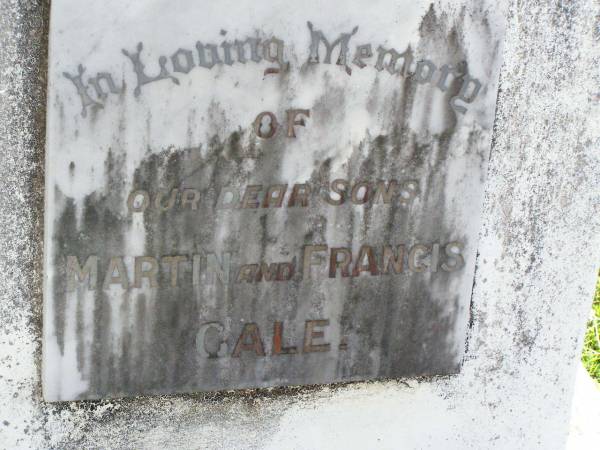 In Loving Memory
OF
OUR DEAR SONS
MARTIN AND FRANCIS
GALE.